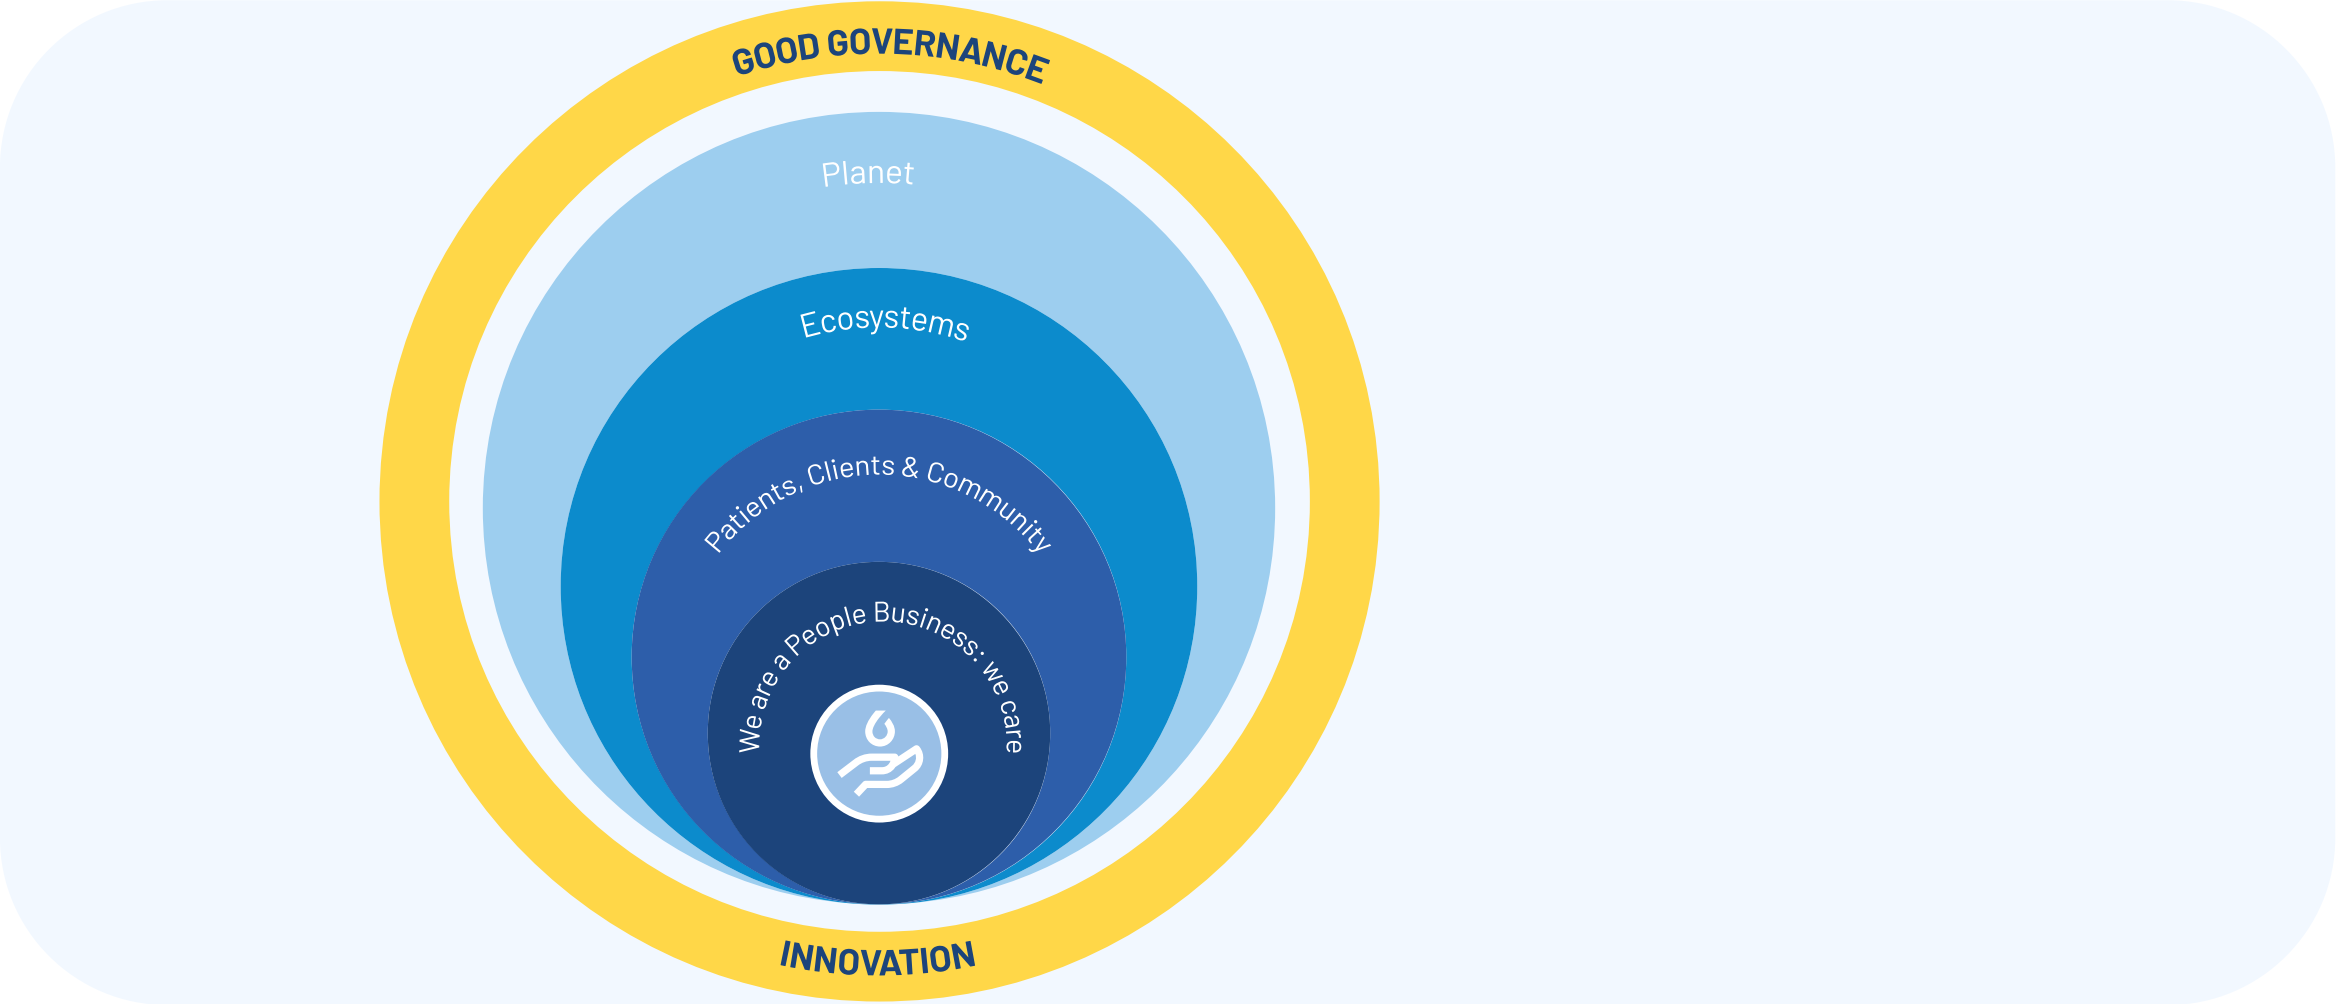 GOOD GOVERNANCE
Planet
Ecosystems
Patients, Clients & Community
We are a People Business: we care
INNOVATION